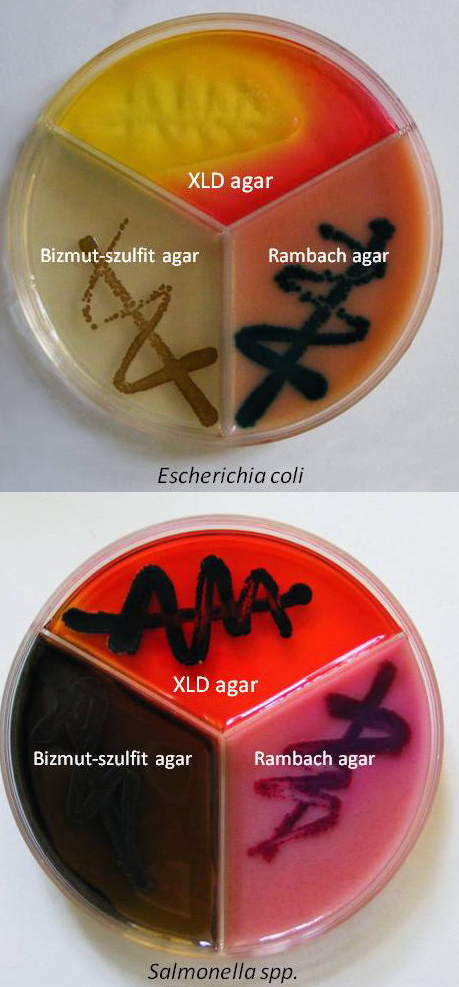 XLD agar
Bizmut-szulfit agar
Rambach agar
Escherichia coli
XLD agar
Bizmut-szulfit agar
Rambach agar
Salmonella spp.